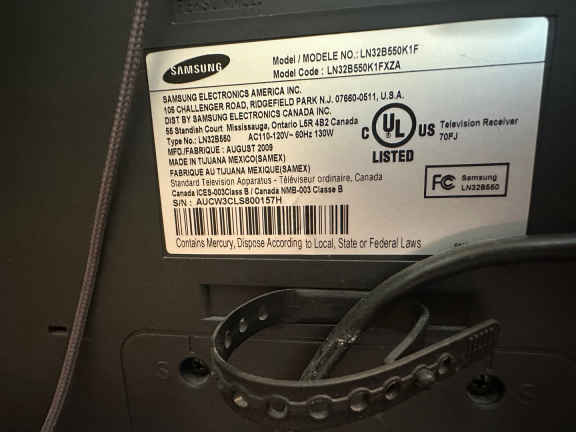 SAMSUNG
Model / MODELE NO.: LN32B550K1F
Model Code : LN32B550K1FXZA
SAMSUNG ELECTRONICS AMERICA INC.
105 CHALLENGER ROAD, RIDGEFIELD PARK N.J. 07660-0511, U.S.A.
DIST BY SAMSUNG ELECTRONICS CANADA INC.
55 Standish Court Mississauga, Ontario L5R 4B2 Canada
Type No.: LN32B550 AC110-120V~ 60Hz 130W
MFD./FABRIQUE : AUGUST 2009
MADE IN TIJUANA MEXICO(SAMEX)
FABRIQUE AU TIJUANA MEXIQUE(SAMEX)
Standard Television Apparatus - Téléviseur ordinaire, Canada
Canada ICES-003Class B / Canada NMB-003 Classe B
S/N : AUCW3CLS800157H
Contains Mercury, Dispose According to Local, State or Federal Laws
C UL US
LISTED
Television Receiver
70FJ
FC Samsung
LN32B550
S
S